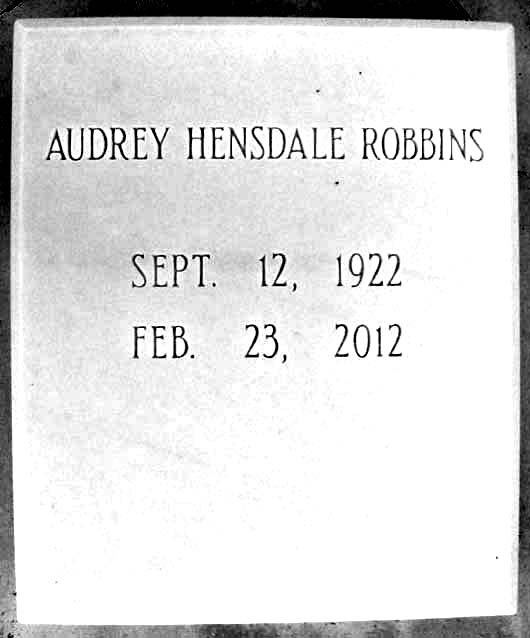 AUDREY HENSDALE ROBBINS
SEPT. 12, 1922
FEB. 23, 2012